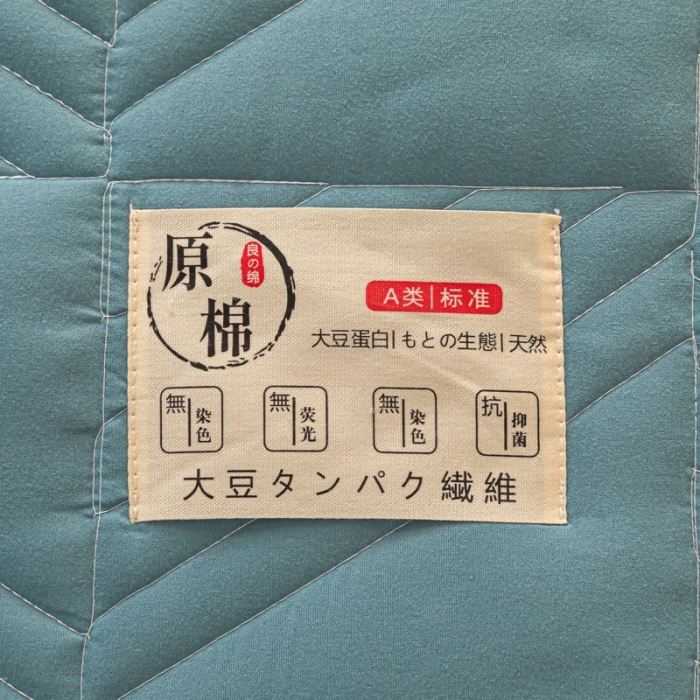 原棉
良の绵
A类|标准
大豆蛋白|もとの生態|天然
無|染色
無|荧光
無|染色
抗|抑菌
大豆タンパク繊維